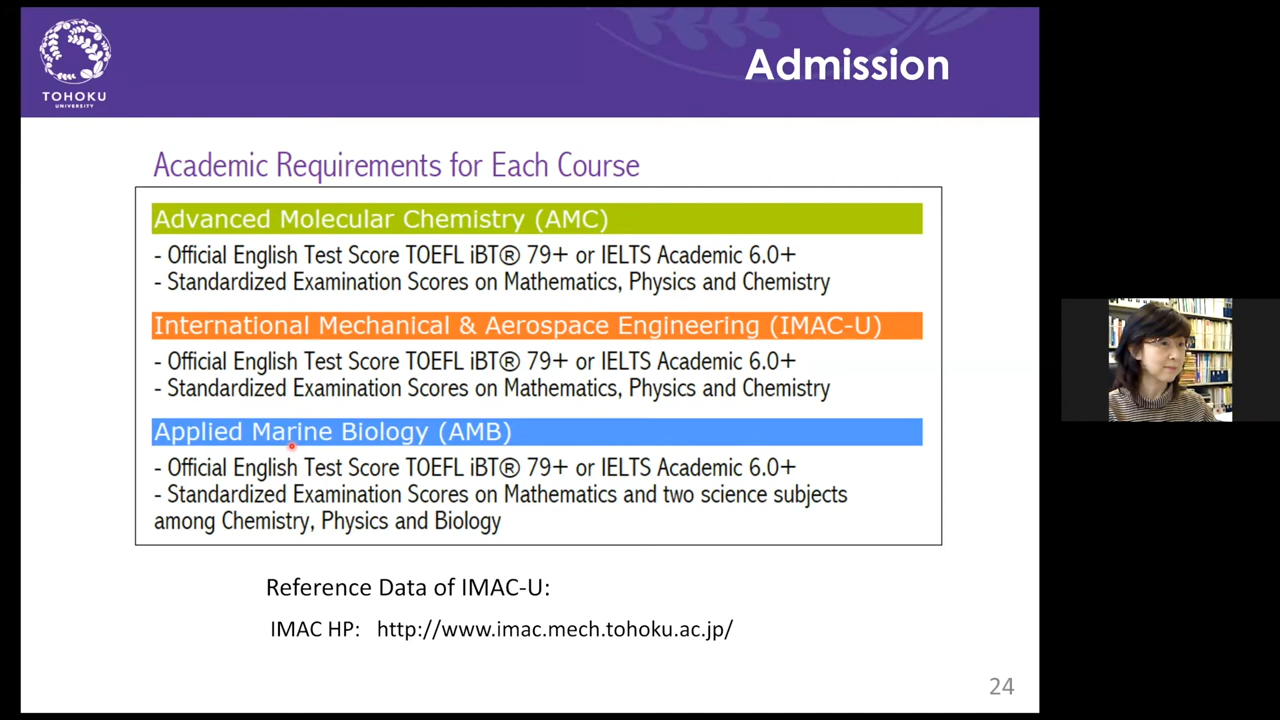 TOHOKU
UNIVERSITY
Admission
Academic Requirements for Each Course
Advanced Molecular Chemistry (AMC)
- Official English Test Score TOEFL iBT® 79+ or IELTS Academic 6.0+
- Standardized Examination Scores on Mathematics, Physics and Chemistry
International Mechanical & Aerospace Engineering (IMAC-U)
- Official English Test Score TOEFL iBT® 79+ or IELTS Academic 6.0+
- Standardized Examination Scores on Mathematics, Physics and Chemistry
Applied Marine Biology (AMB)
- Official English Test Score TOEFL iBT® 79+ or IELTS Academic 6.0+
- Standardized Examination Scores on Mathematics and two science subjects
among Chemistry, Physics and Biology
Reference Data of IMAC-U:
IMAC HP: http://www.imac.mech.tohoku.ac.jp/
24